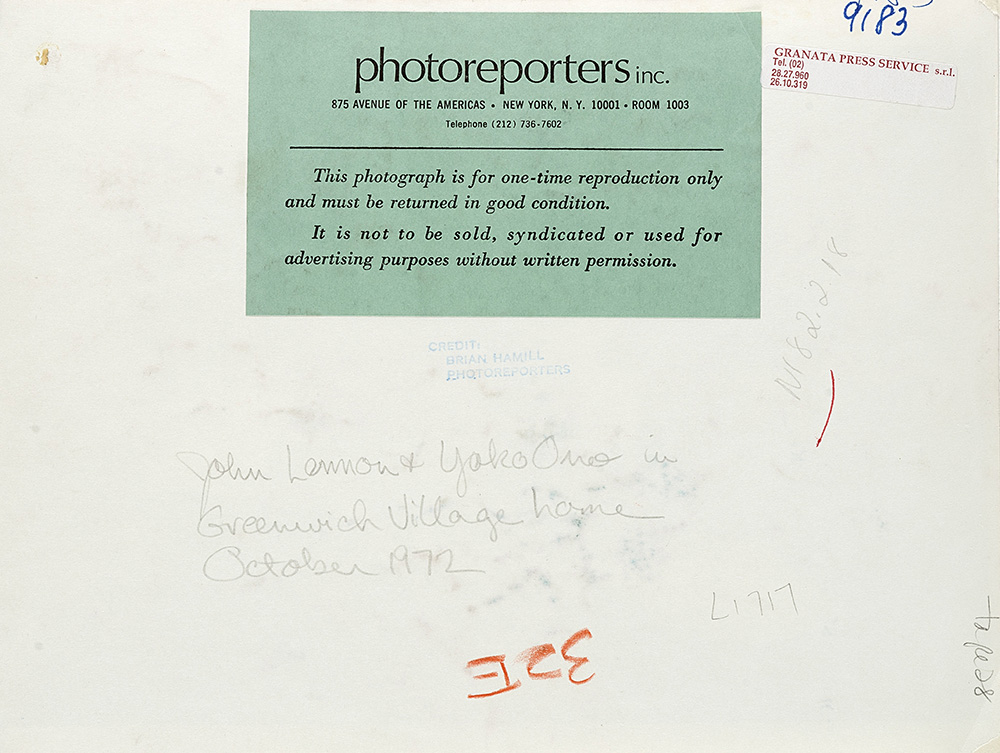 9183
GRANATA PRESS SERVICE s.r.l.
Tel. (02)
28.27.960
26.10.319
photoreporters inc.
875 AVENUE OF THE AMERICAS • NEW YORK, N. Y. 10001 • ROOM 1003
Telephone (212) 736-7602
This photograph is for one-time reproduction only
and must be returned in good condition.
It is not to be sold, syndicated or used for
advertising purposes without written permission.
CREDIT:
BRIAN HAMILL
PHOTOREPORTERS
John Lennon & Yoko Ono in
Greenwich Village home
October 1972
L1717